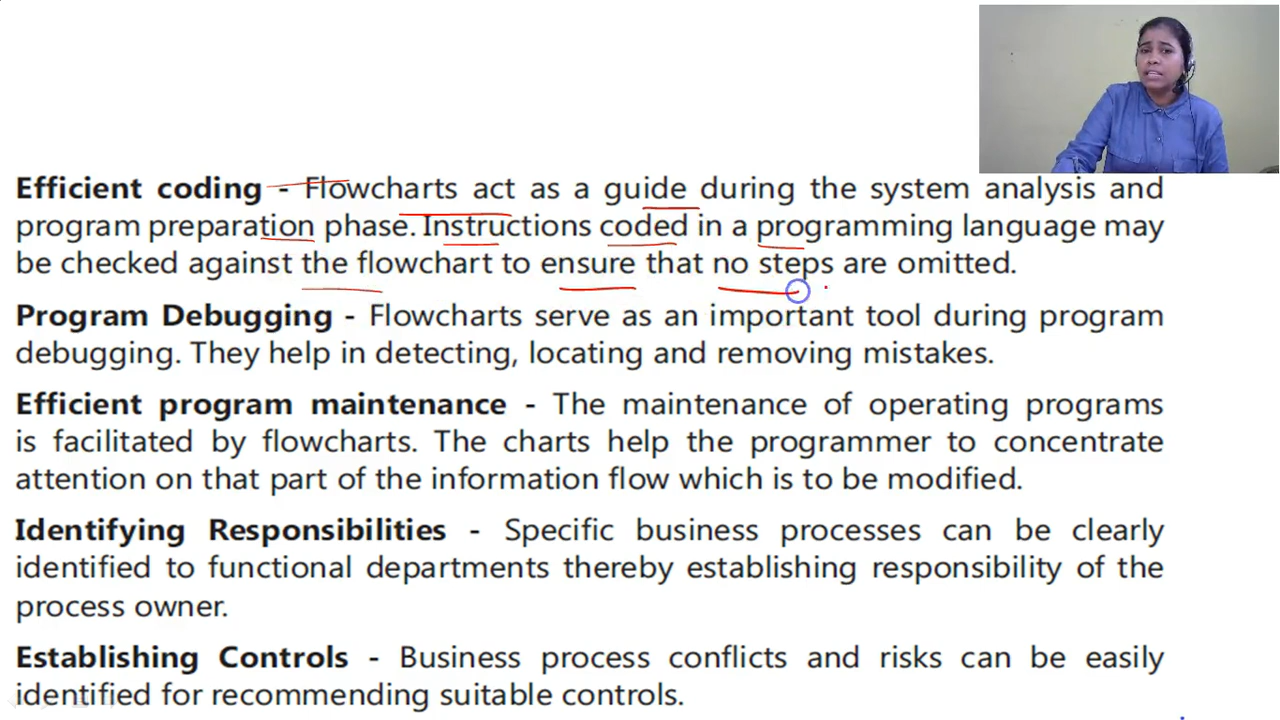 Efficient coding - Flowcharts act as a guide during the system analysis and
program preparation phase. Instructions coded in a programming language may
be checked against the flowchart to ensure that no steps are omitted.
Program Debugging - Flowcharts serve as an important tool during program
debugging. They help in detecting, locating and removing mistakes.
Efficient program maintenance - The maintenance of operating programs
is facilitated by flowcharts. The charts help the programmer to concentrate
attention on that part of the information flow which is to be modified.
Identifying Responsibilities - Specific business processes can be clearly
identified to functional departments thereby establishing responsibility of the
process owner.
Establishing Controls - Business process conflicts and risks can be easily
identified for recommending suitable controls.